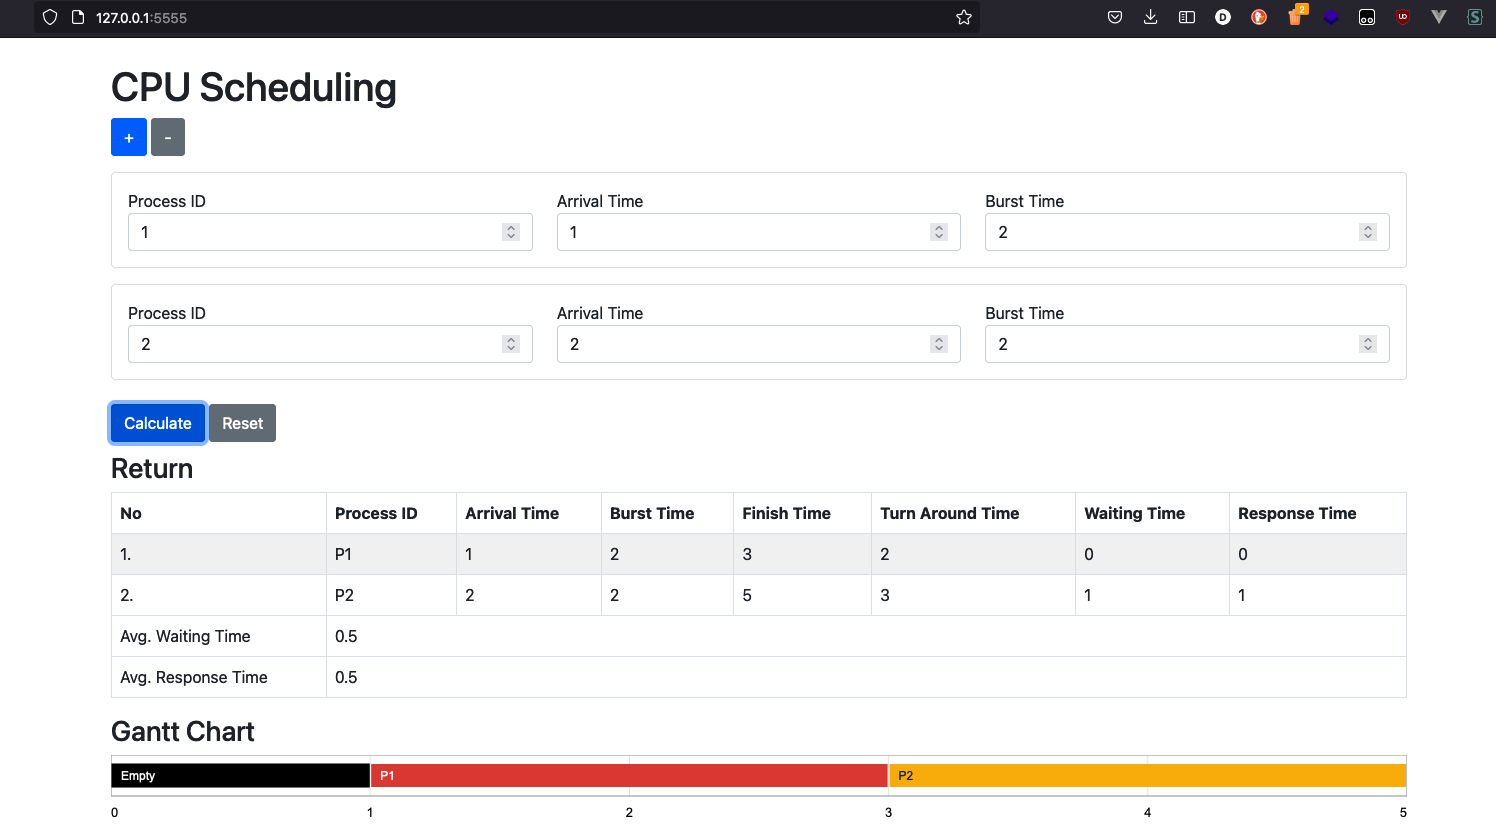 127.0.0.1:5555
2
D
UD
S
CPU Scheduling
+ -
Process ID Arrival Time Burst Time
1 1 2
Process ID Arrival Time Burst Time
2 2 2
Calculate Reset
Return
No Process ID Arrival Time Burst Time Finish Time Turn Around Time Waiting Time Response Time
1. P1 1 2 3 2 0 0
2. P2 2 2 5 3 1 1
Avg. Waiting Time 0.5
Avg. Response Time 0.5
Gantt Chart
Empty P1 P2
0 1 2 3 4 5